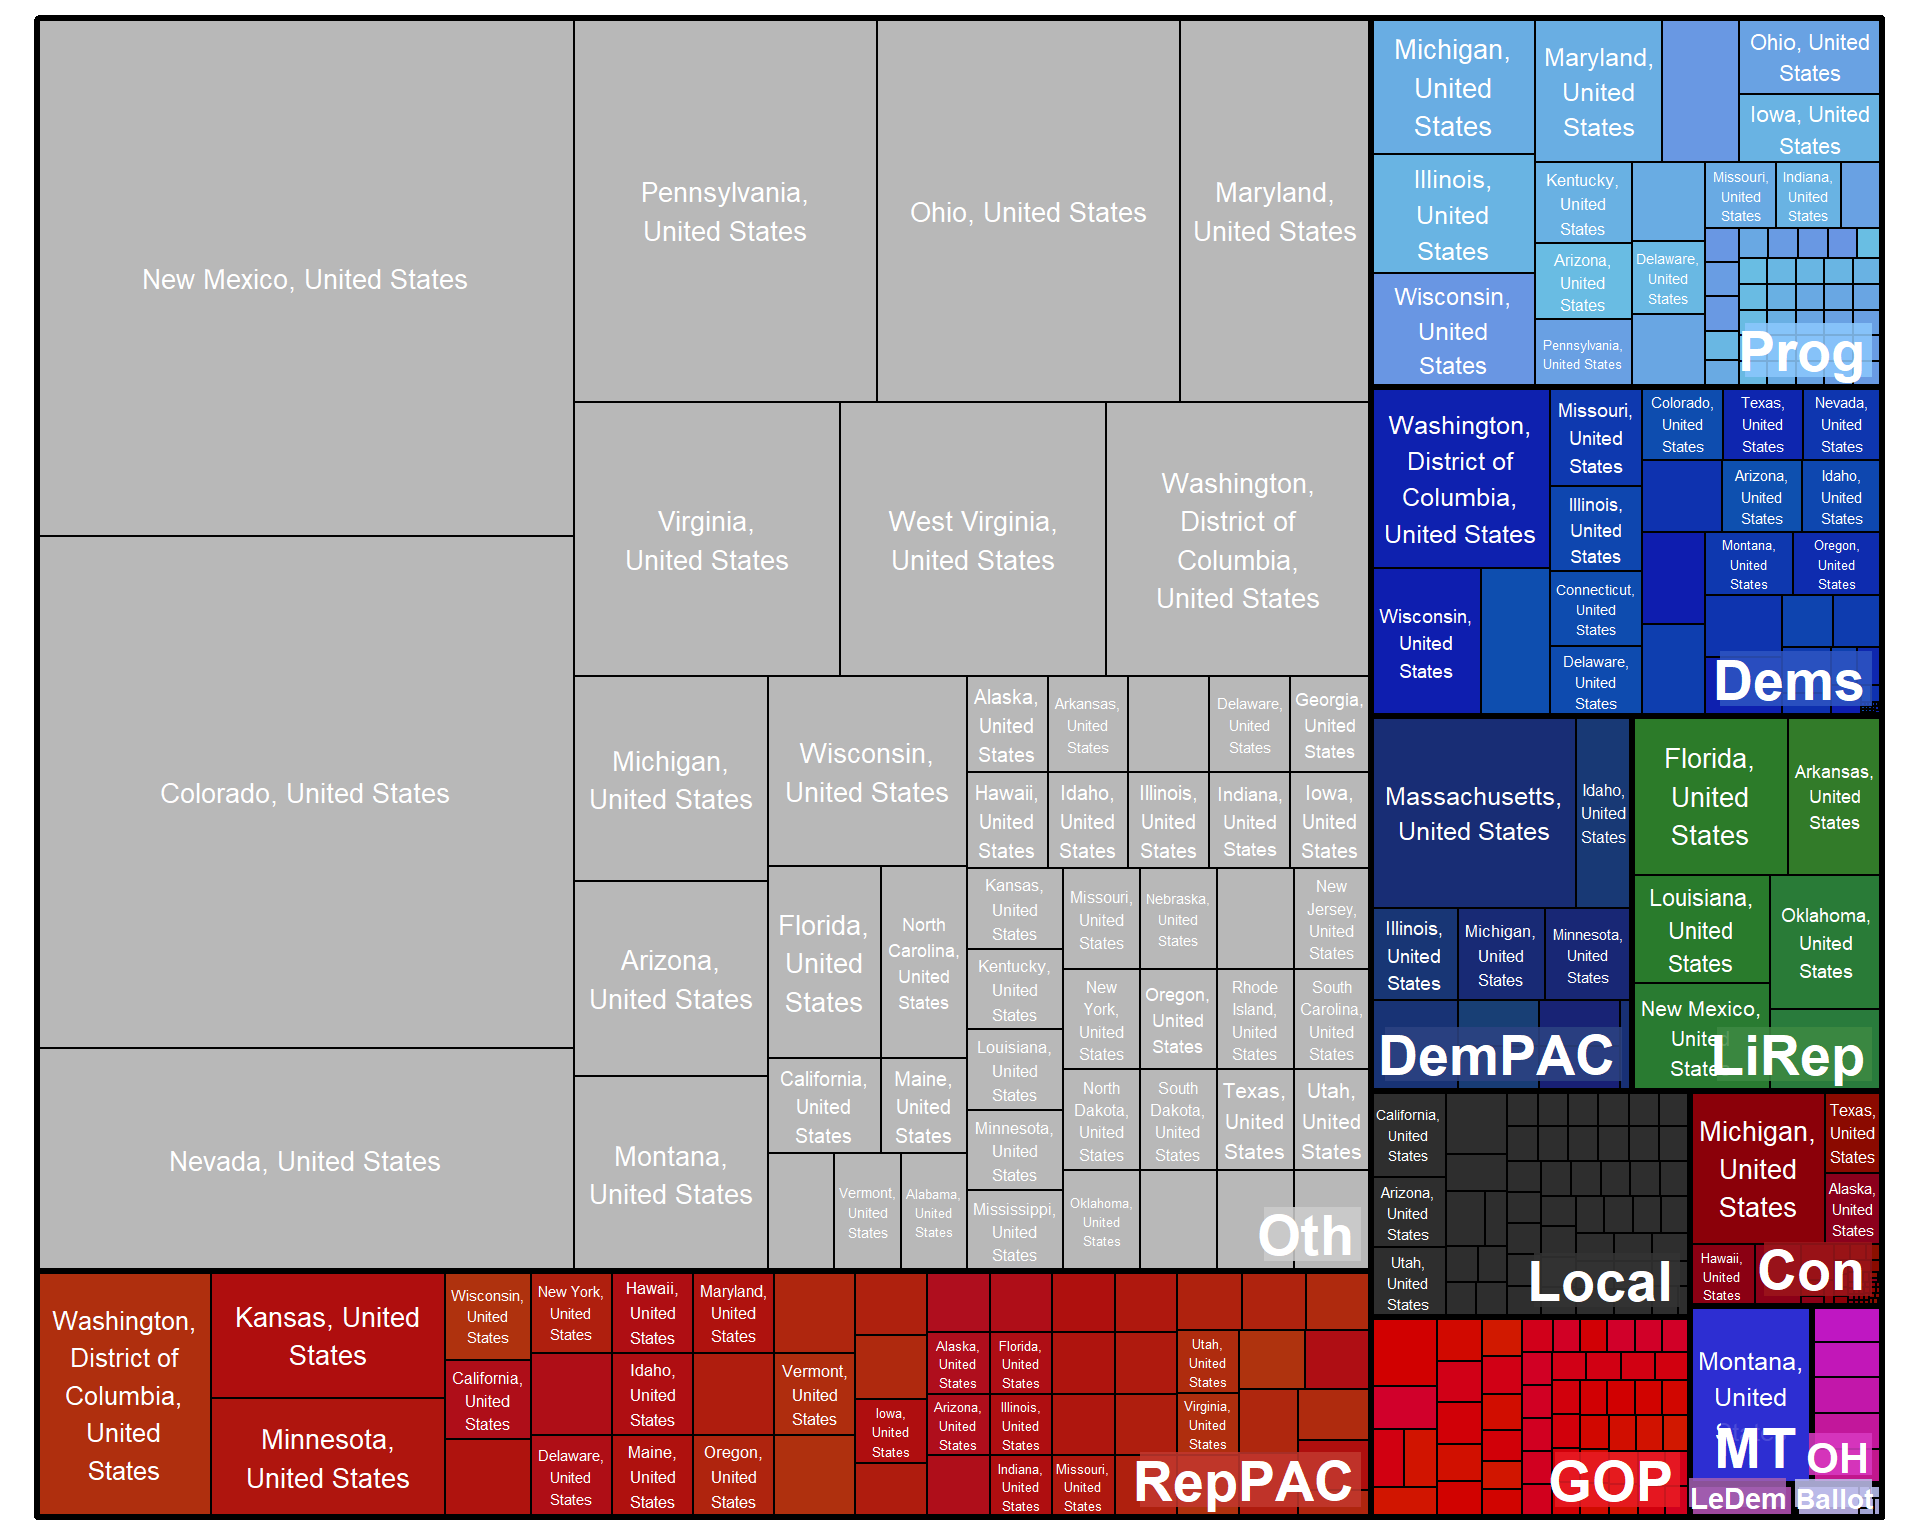 New Mexico, United States
Colorado, United States
Nevada, United States
Pennsylvania,
United States
Ohio, United States
Maryland,
United States
Virginia,
United States
West Virginia,
United States
Washington,
District of
Columbia,
United States
Michigan,
United States
Arizona,
United States
Montana,
United States
Wisconsin,
United States
Florida,
United
States
North
Carolina,
United
States
California,
United
States
Maine,
United
States
Vermont,
United
States
Alabama,
United
States
Alaska,
United
States
Arkansas,
United
States
Delaware,
United
States
Georgia,
United
States
Hawaii,
United
States
Idaho,
United
States
Illinois,
United
States
Indiana,
United
States
Iowa,
United
States
Kansas,
United
States
Kentucky,
United
States
Louisiana,
United
States
Minnesota,
United
States
Mississippi,
United
States
Missouri,
United
States
Nebraska,
United
States
New
Jersey,
United
States
New
York,
United
States
Oregon,
United
States
Rhode
Island,
United
States
South
Carolina,
United
States
North
Dakota,
United
States
South
Dakota,
United
States
Texas,
United
States
Utah,
United
States
Oklahoma,
United
States
Oth
Washington,
District of
Columbia,
United
States
Kansas, United
States
Minnesota,
United States
Wisconsin,
United
States
California,
United
States
New York,
United
States
Delaware,
United
States
Hawaii,
United
States
Idaho,
United
States
Maine,
United
States
Maryland,
United
States
Oregon,
United
States
Vermont,
United
States
Iowa,
United
States
Alaska,
United
States
Arizona,
United
States
Florida,
United
States
Illinois,
United
States
Indiana,
United
States
Missouri,
United
States
Utah,
United
States
Virginia,
United
States
RepPAC
Michigan,
United
States
Illinois,
United
States
Wisconsin,
United
States
Maryland,
United
States
Ohio, United
States
Iowa, United
States
Kentucky,
United
States
Arizona,
United
States
Pennsylvania,
United States
Delaware,
United
States
Missouri,
United
States
Indiana,
United
States
Prog
Washington,
District of
Columbia,
United States
Wisconsin,
United
States
Missouri,
United
States
Illinois,
United
States
Connecticut,
United
States
Delaware,
United
States
Colorado,
United
States
Texas,
United
States
Nevada,
United
States
Arizona,
United
States
Idaho,
United
States
Montana,
United
States
Oregon,
United
States
Dems
Massachusetts,
United States
Idaho,
United
States
Illinois,
United
States
Michigan,
United
States
Minnesota,
United
States
DemPAC
Florida,
United
States
Arkansas,
United
States
Louisiana,
United
States
Oklahoma,
United
States
New Mexico,
United
States
LiRep
California,
United
States
Arizona,
United
States
Utah,
United
States
Local
Michigan,
United
States
Texas,
United
States
Alaska,
United
States
Hawaii,
United
States
Con
GOP
Montana,
United
States
MT
OH
LeDem
Ballot